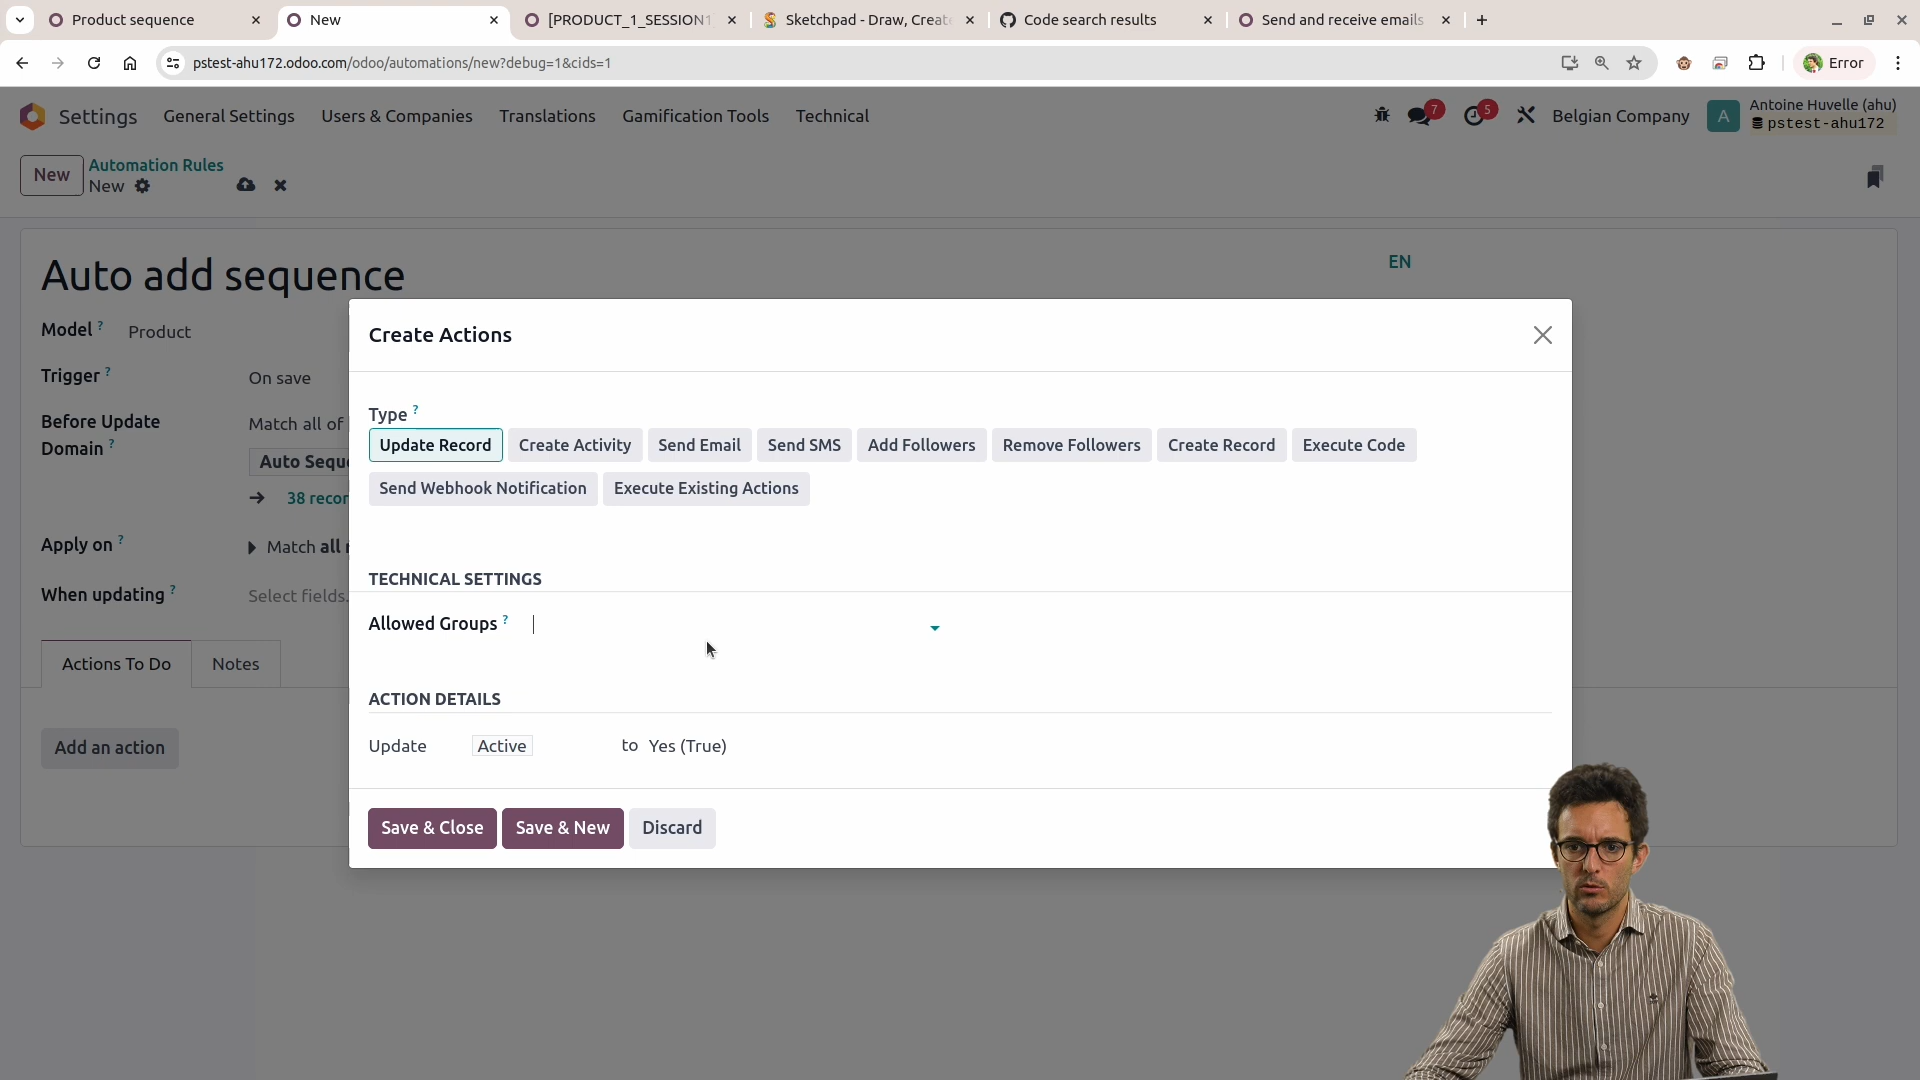 Product sequence
New
[PRODUCT_1_SESSION1
Sketchpad - Draw, Create
Code search results
Send and receive emails
pstest-ahu172.odoo.com/odoo/automations/new?debug=1&cids=1
Error
Settings
General Settings
Users & Companies
Translations
Gamification Tools
Technical
7
5
Belgian Company
A
Antoine Huvelle (ahu)
pstest-ahu172
New
Automation Rules
New
Auto add sequence
EN
Model ?
Product
Trigger ?
On save
Before Update
Domain ?
Match all of
Auto Seque
38 recor
Apply on ?
Match all r
When updating ?
Select fields.
Actions To Do
Notes
Add an action
Create Actions
Type ?
Update Record
Create Activity
Send Email
Send SMS
Add Followers
Remove Followers
Create Record
Execute Code
Send Webhook Notification
Execute Existing Actions
TECHNICAL SETTINGS
Allowed Groups ?
ACTION DETAILS
Update Active to Yes (True)
Save & Close
Save & New
Discard